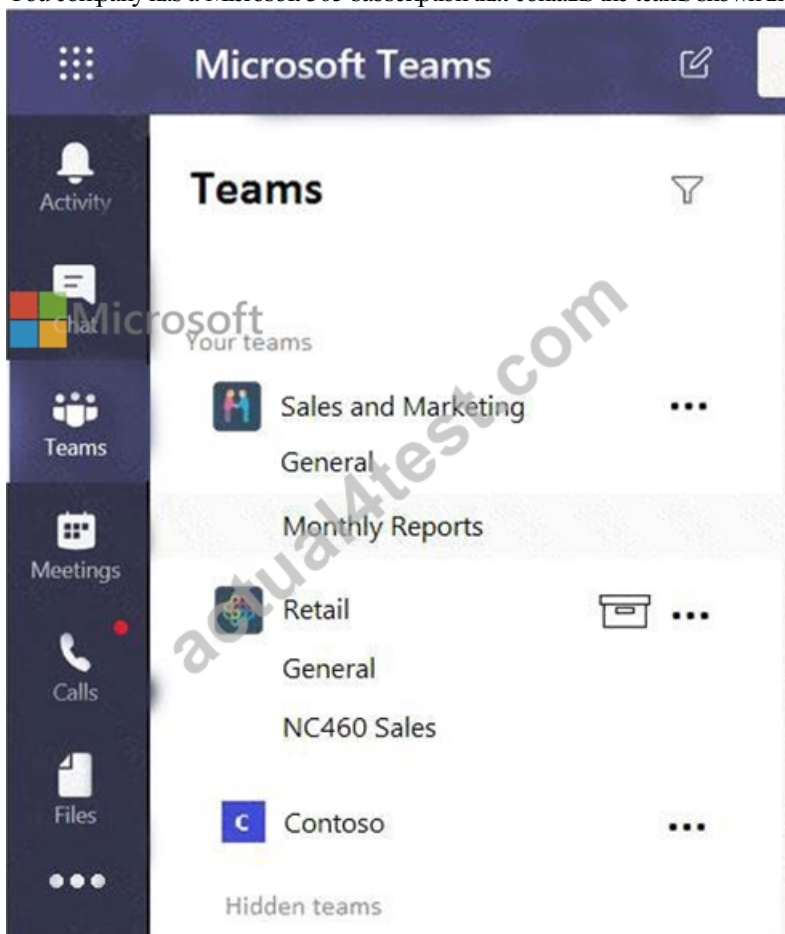 Microsoft Teams
Activity
Teams
Chat
Microsoft
Your teams
Sales and Marketing
Teams
General
Monthly Reports
Meetings
Retail
General
Calls
NC460 Sales
Files
C Contoso
Hidden teams
actual4test.com